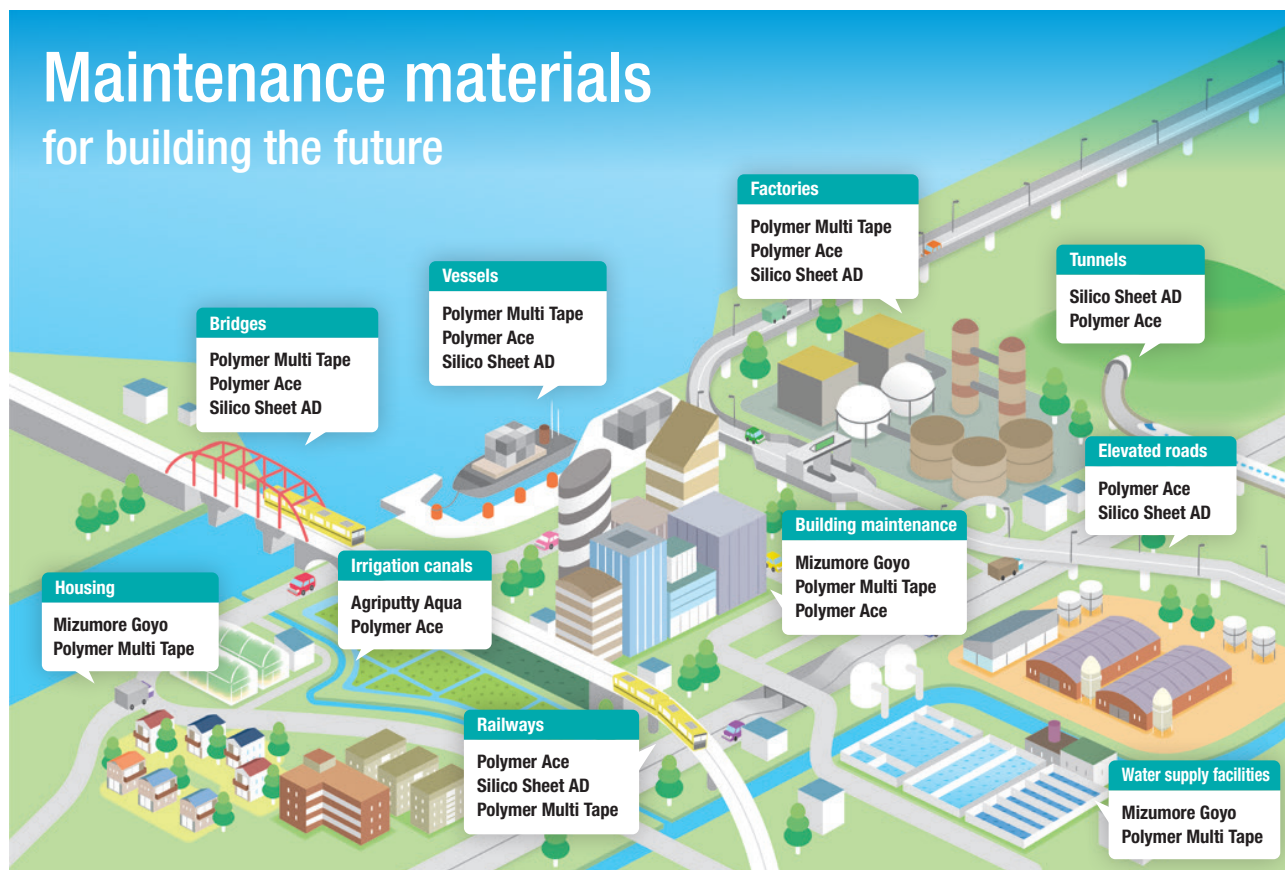 Maintenance materials
for building the future
Factories
Polymer Multi Tape
Polymer Ace
Silico Sheet AD
Tunnels
Silico Sheet AD
Polymer Ace
Vessels
Polymer Multi Tape
Polymer Ace
Silico Sheet AD
Bridges
Polymer Multi Tape
Polymer Ace
Silico Sheet AD
Elevated roads
Polymer Ace
Silico Sheet AD
Building maintenance
Mizumore Goyo
Polymer Multi Tape
Polymer Ace
Irrigation canals
Agriputty Aqua
Polymer Ace
Housing
Mizumore Goyo
Polymer Multi Tape
Railways
Polymer Ace
Silico Sheet AD
Polymer Multi Tape
Water supply facilities
Mizumore Goyo
Polymer Multi Tape